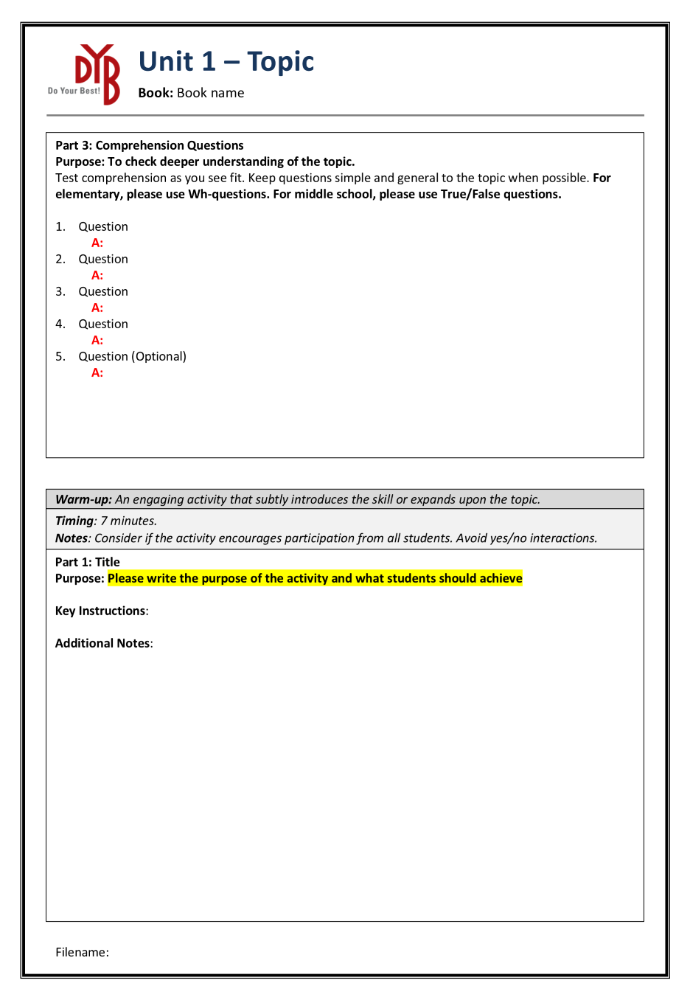 DYB
Do Your Best!
Unit 1 – Topic
Book: Book name
Part 3: Comprehension Questions
Purpose: To check deeper understanding of the topic.
Test comprehension as you see fit. Keep questions simple and general to the topic when possible. For
elementary, please use Wh-questions. For middle school, please use True/False questions.
1. Question
A:
2. Question
A:
3. Question
A:
4. Question
A:
5. Question (Optional)
A:
Warm-up: An engaging activity that subtly introduces the skill or expands upon the topic.
Timing: 7 minutes.
Notes: Consider if the activity encourages participation from all students. Avoid yes/no interactions.
Part 1: Title
Purpose: Please write the purpose of the activity and what students should achieve
Key Instructions:
Additional Notes:
Filename: